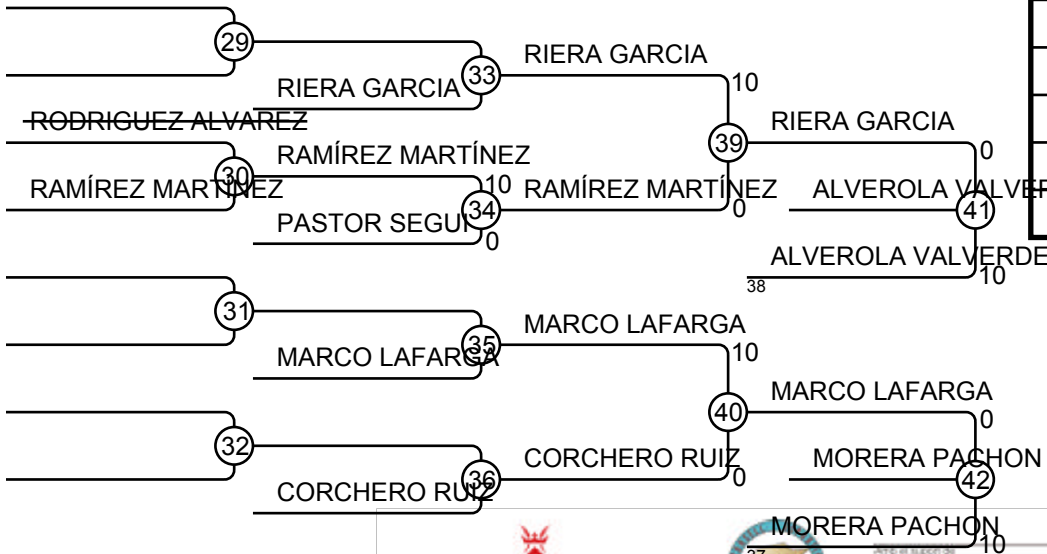 29
33
RIERA GARCIA
10
RIERA GARCIA
RODRIGUEZ ALVAREZ
39
RIERA GARCIA
0
30
RAMÍREZ MARTÍNEZ
10
RAMÍREZ MARTÍNEZ
34
RAMÍREZ MARTÍNEZ
0
ALVEROLA VALVER
41
PASTOR SEGUI
0
ALVEROLA VALVERDE
10
38
31
MARCO LAFARGA
35
10
MARCO LAFARGA
40
MARCO LAFARGA
0
32
CORCHERO RUIZ
0
MORERA PACHON
36
42
CORCHERO RUIZ
MORERA PACHON
10
37